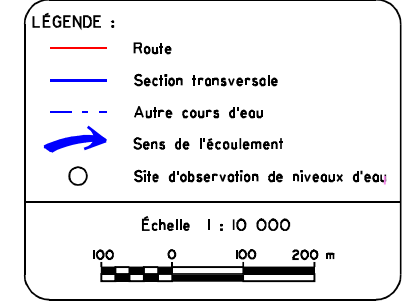 LÉGENDE :
Route
Section transversale
Autre cours d'eau
Sens de l'écoulement
Site d'observation de niveaux d'eau
Échelle 1 : 10 000
100 0 100 200 m